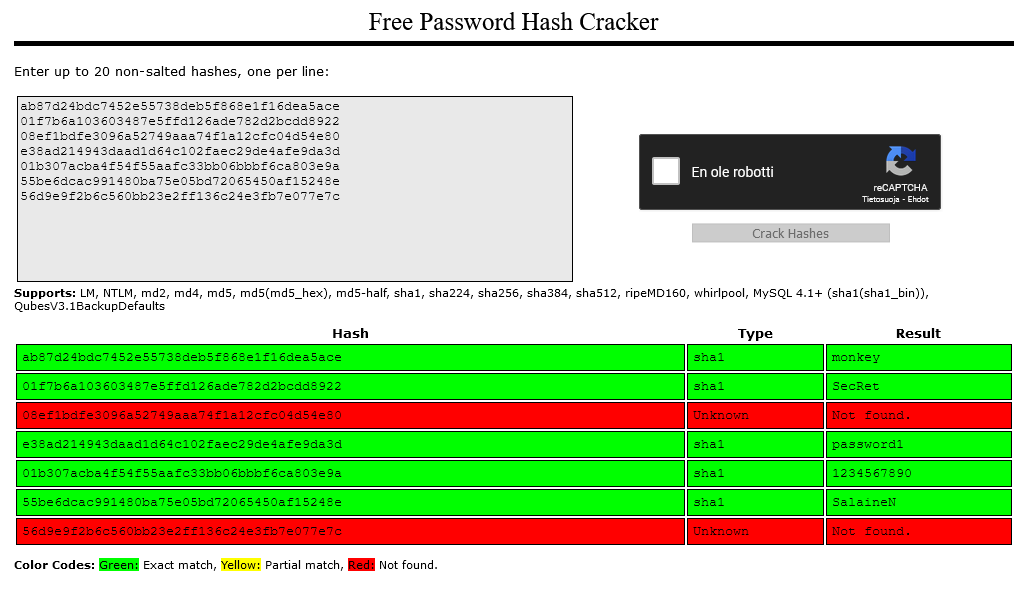 Free Password Hash Cracker
Enter up to 20 non-salted hashes, one per line:
ab87d24bdc7452e55738deb5f868e1f16dea5ace
01f7b6a103603487e5ffd126ade782d2bcdd8922
08ef1bdfe3096a52749aaa74f1a12cfc04d54e80
e38ad214943daad1d64c102faec29de4afe9da3d
01b307acba4f54f55aafc33bb06bbbf6ca803e9a
55be6dcac991480ba75e05bd72065450af15248e
56d9e9f2b6c560bb23e2ff136c24e3fb7e077e7c
En ole robotti
reCAPTCHA
Tietosuoja - Ehdot
Crack Hashes
Supports: LM, NTLM, md2, md4, md5, md5(md5_hex), md5-half, sha1, sha224, sha256, sha384, sha512, ripeMD160, whirlpool, MySQL 4.1+ (sha1(sha1_bin)),
QubesV3.1BackupDefaults
Hash Type Result
ab87d24bdc7452e55738deb5f868e1f16dea5ace sha1 monkey
01f7b6a103603487e5ffd126ade782d2bcdd8922 sha1 SecRet
08ef1bdfe3096a52749aaa74f1a12cfc04d54e80 Unknown Not found.
e38ad214943daad1d64c102faec29de4afe9da3d sha1 password1
01b307acba4f54f55aafc33bb06bbbf6ca803e9a sha1 1234567890
55be6dcac991480ba75e05bd72065450af15248e sha1 SalaineN
56d9e9f2b6c560bb23e2ff136c24e3fb7e077e7c Unknown Not found.
Color Codes: Green: Exact match, Yellow: Partial match, Red: Not found.